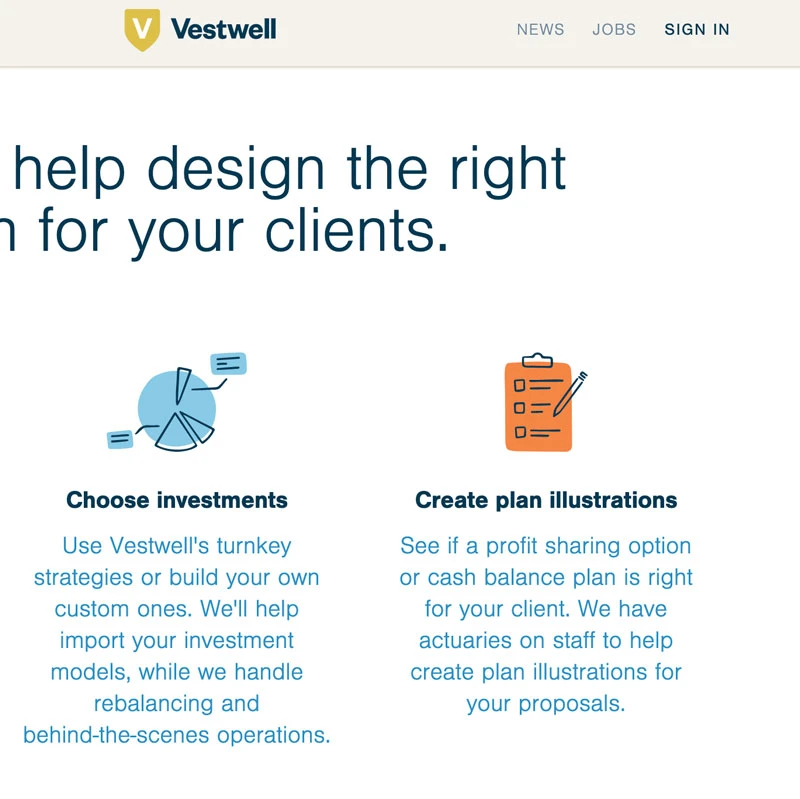 V Vestwell
NEWS JOBS SIGN IN
help design the right
for your clients.
Choose investments
Use Vestwell's turnkey
strategies or build your own
custom ones. We'll help
import your investment
models, while we handle
rebalancing and
behind-the-scenes operations.
Create plan illustrations
See if a profit sharing option
or cash balance plan is right
for your client. We have
actuaries on staff to help
create plan illustrations for
your proposals.